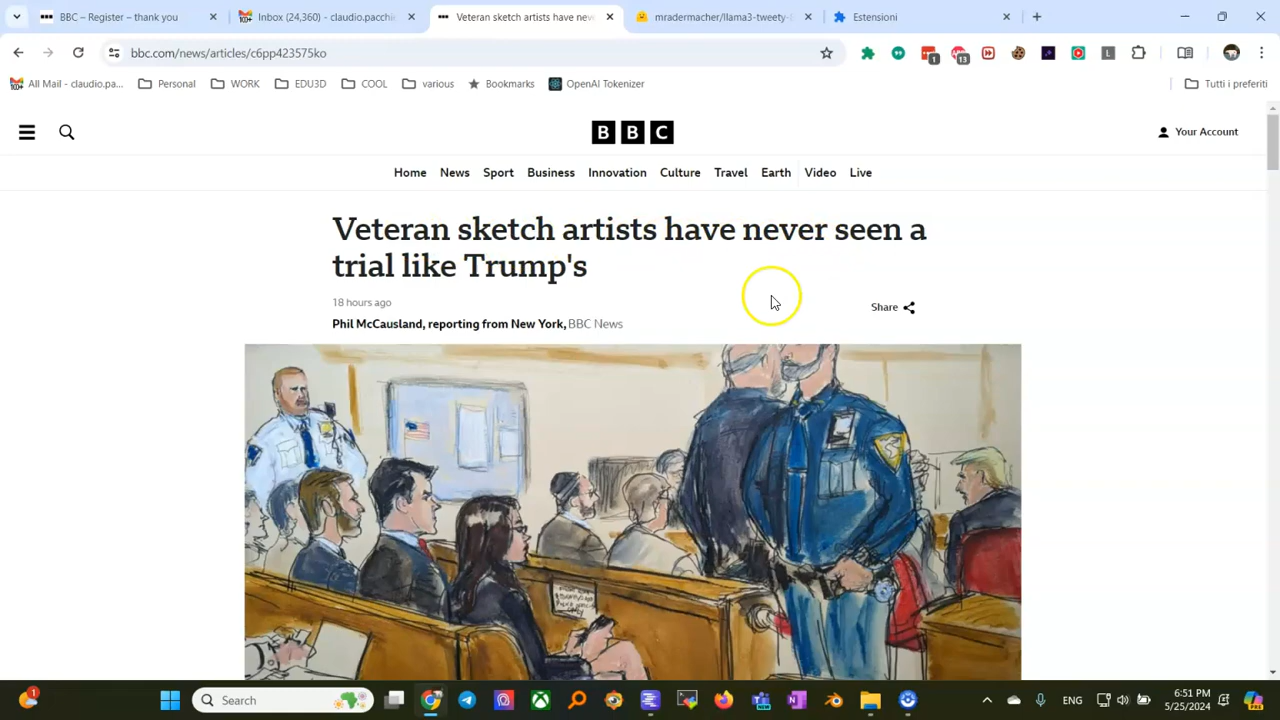 BBC – Register – thank you
Inbox (24,360) - claudio.pacchi
Veteran sketch artists have neve
mradermacher/llama3-tweety-
Estensioni
bbc.com/news/articles/c6pp423575ko
1
13
L
All Mail - claudio.pa...
Personal
WORK
EDU3D
COOL
various
Bookmarks
OpenAI Tokenizer
Tutti i preferiti
BBC
Your Account
Home
News
Sport
Business
Innovation
Culture
Travel
Earth
Video
Live
Veteran sketch artists have never seen a
trial like Trump's
18 hours ago
Share
Phil McCausland, reporting from New York, BBC News
1
Search
ENG
6:51 PM
5/25/2024